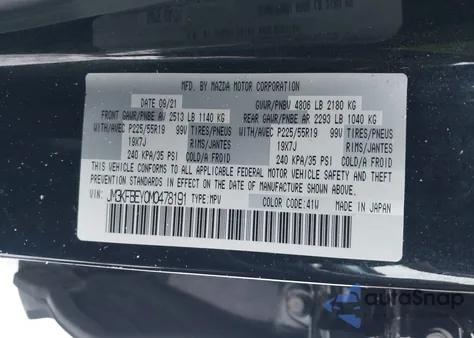 MFD. BY MAZDA MOTOR CORPORATION
DATE 09/21 GVWR/PNBV 4806 LB 2180 KG
FRONT GAWR/PNBE AV 2513 LB 1140 KG REAR GAWR/PNBE AR 2293 LB 1040 KG
WITH/AVEC P225/55R19 99V TIRES/PNEUS WITH/AVEC P225/55R19 99V TIRES/PNEUS
19X7J RIMS/JANTES 19X7J RIMS/JANTES
240 KPA/35 PSI COLD/A FROID 240 KPA/35 PSI COLD/A FROID
THIS VEHICLE CONFORMS TO ALL APPLICABLE FEDERAL MOTOR VEHICLE SAFETY AND THEFT
PREVENTION STANDARDS IN EFFECT ON THE DATE OF MANUFACTURE SHOWN ABOVE.
VIN: JM3KFBEY0M0478191 TYPE:MPV COLOR CODE:41W MADE IN JAPAN
autoSnap